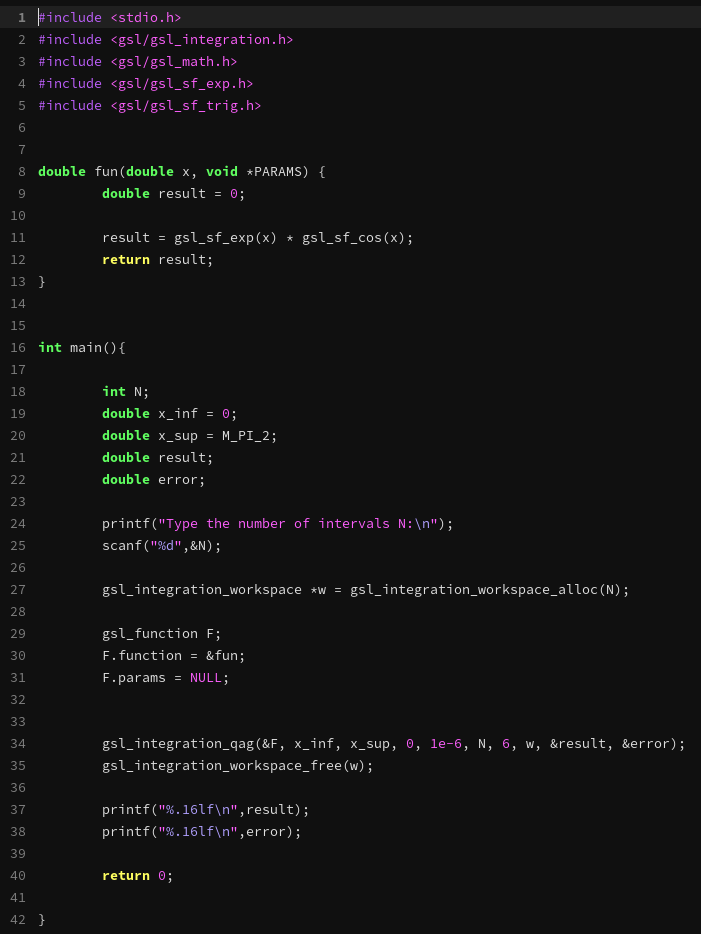 1 #include <stdio.h>
2 #include <gsl/gsl_integration.h>
3 #include <gsl/gsl_math.h>
4 #include <gsl/gsl_sf_exp.h>
5 #include <gsl/gsl_sf_trig.h>
6
7
8 double fun(double x, void *PARAMS) {
9         double result = 0;
10
11         result = gsl_sf_exp(x) * gsl_sf_cos(x);
12         return result;
13 }
14
15
16 int main(){
17
18         int N;
19         double x_inf = 0;
20         double x_sup = M_PI_2;
21         double result;
22         double error;
23
24         printf("Type the number of intervals N:\n");
25         scanf("%d",&N);
26
27         gsl_integration_workspace *w = gsl_integration_workspace_alloc(N);
28
29         gsl_function F;
30         F.function = &fun;
31         F.params = NULL;
32
33
34         gsl_integration_qag(&F, x_inf, x_sup, 0, 1e-6, N, 6, w, &result, &error);
35         gsl_integration_workspace_free(w);
36
37         printf("%.16lf\n",result);
38         printf("%.16lf\n",error);
39
40         return 0;
41
42 }